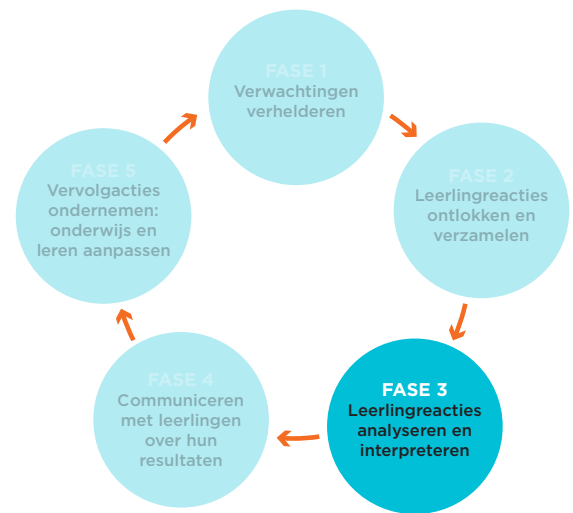 FASE 1
Verwachtingen
verhelderen
FASE 2
Leerlingreacties
ontlokken en
verzamelen
FASE 3
Leerlingreacties
analyseren en
interpreteren
FASE 4
Communiceren
met leerlingen
over hun
resultaten
FASE 5
Vervolgacties
ondernemen:
onderwijs en
leren aanpassen